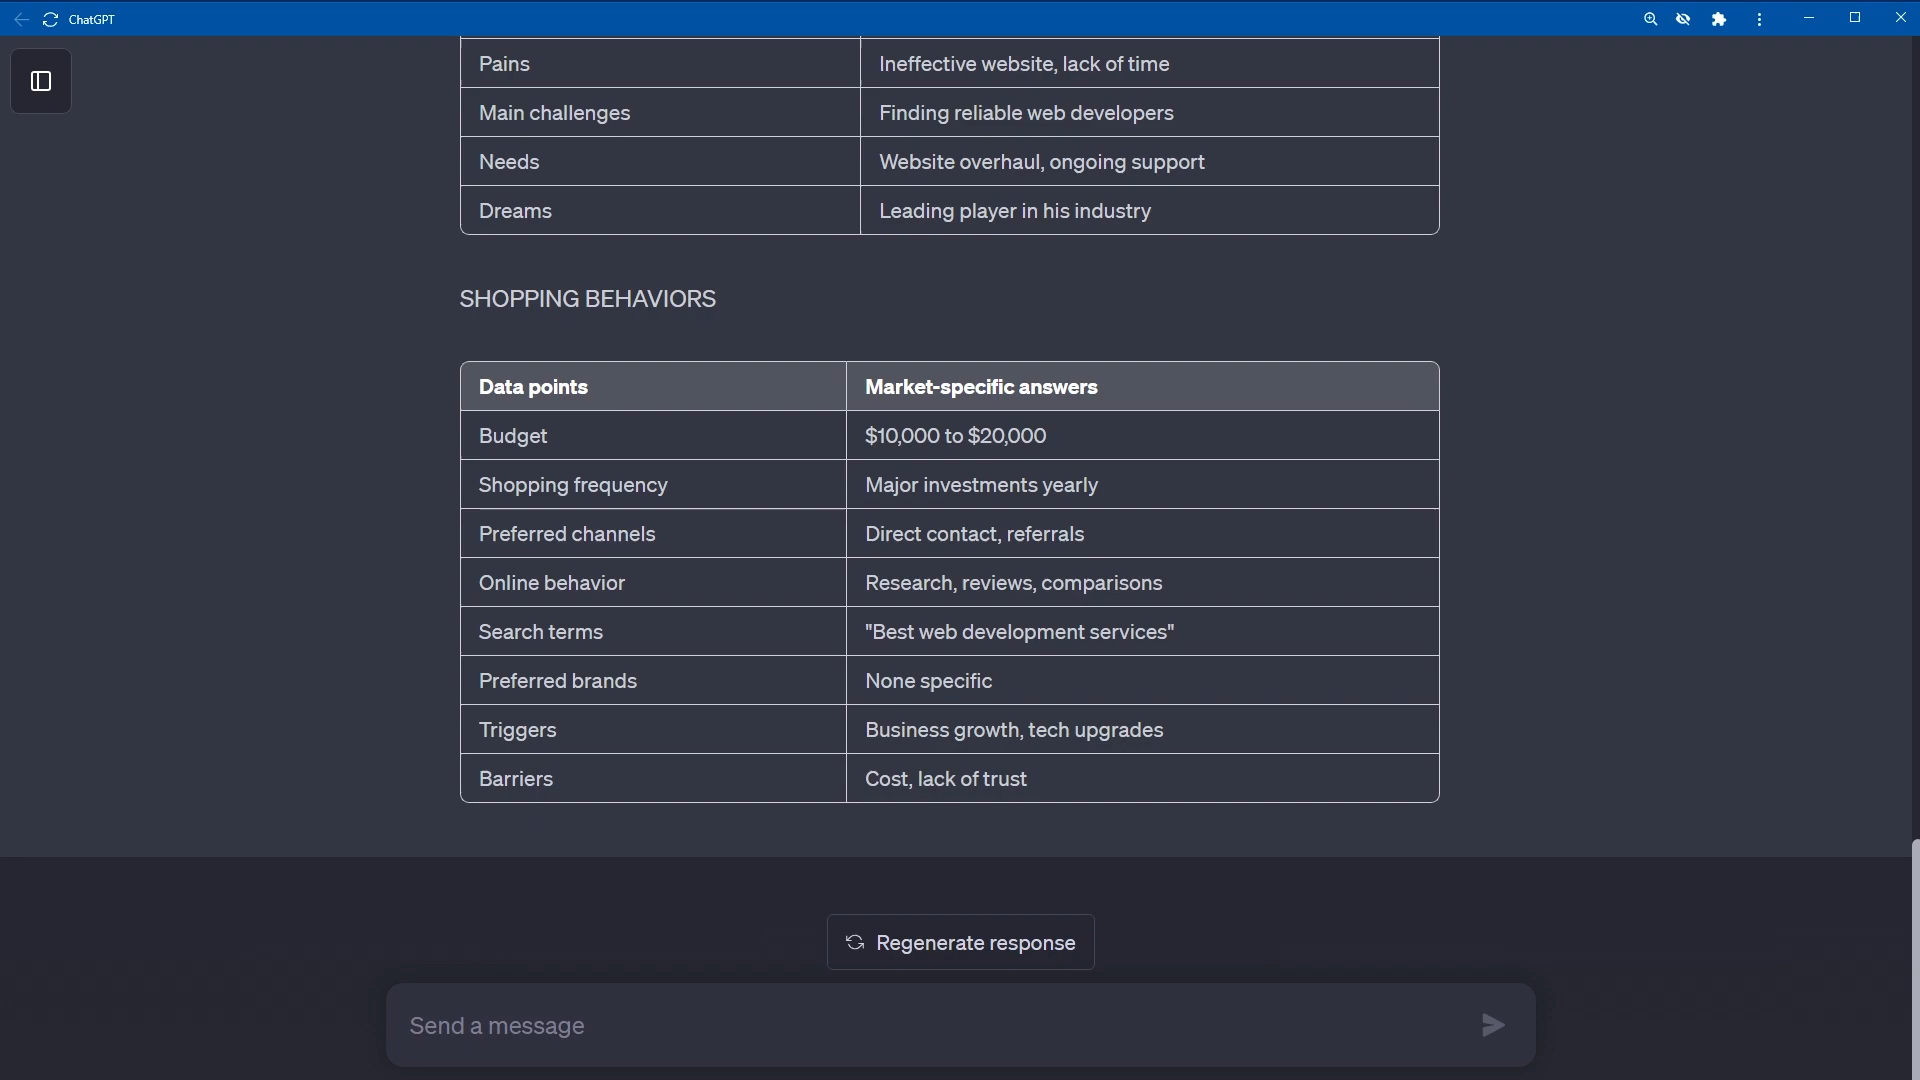 ChatGPT
Pains Ineffective website, lack of time
Main challenges Finding reliable web developers
Needs Website overhaul, ongoing support
Dreams Leading player in his industry
SHOPPING BEHAVIORS
Data points Market-specific answers
Budget $10,000 to $20,000
Shopping frequency Major investments yearly
Preferred channels Direct contact, referrals
Online behavior Research, reviews, comparisons
Search terms "Best web development services"
Preferred brands None specific
Triggers Business growth, tech upgrades
Barriers Cost, lack of trust
Regenerate response
Send a message